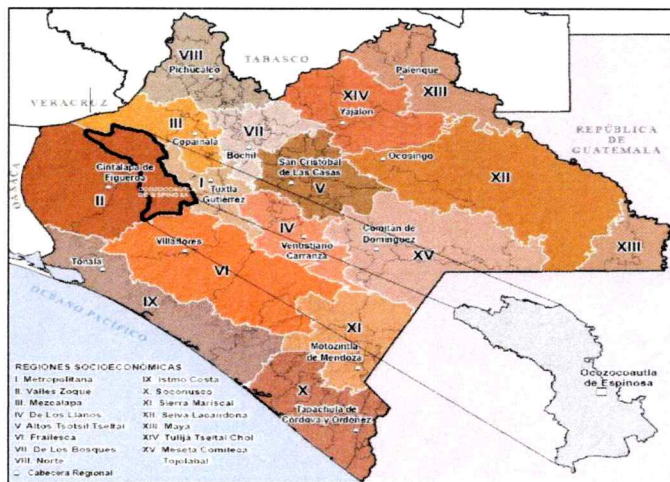 VIII
Pichucalco
TABASCO
Palenque
XIII
XIV
Yajalon
VERACRUZ
III
Copainala
VII
Bochil
REPÚBLICA
DE
GUATEMALA
Ocosingo
San Cristóbal
de Las Casas
V
XII
Cintalapa de
Figueroa
II
OCOZOCOAUTLA
DE ESPINOSA
I
Tuxtla
Gutiérrez
OAXACA
IV
Venustiano
Carranza
Comitán de
Domínguez
XV
XIII
Villaflores
VI
Tonalá
IX
OCÉANO PACÍFICO
XI
Motozintla
de Mendoza
X
Tapachula de
Córdova y Ordóñez
Ocozocoautla
de Espinosa
REGIONES SOCIOECONÓMICAS
I. Metropolitana
II. Valles Zoque
III. Mezcalapa
IV. De Los Llanos
V. Altos Tsotsil Tseltal
VI. Frailesca
VII. De Los Bosques
VIII. Norte
Cabecera Regional
IX. Istmo Costa
X. Soconusco
XI. Sierra Mariscal
XII. Selva Lacandona
XIII. Maya
XIV. Tulijá Tseltal Chol
XV. Meseta Comiteca
Tojolabal